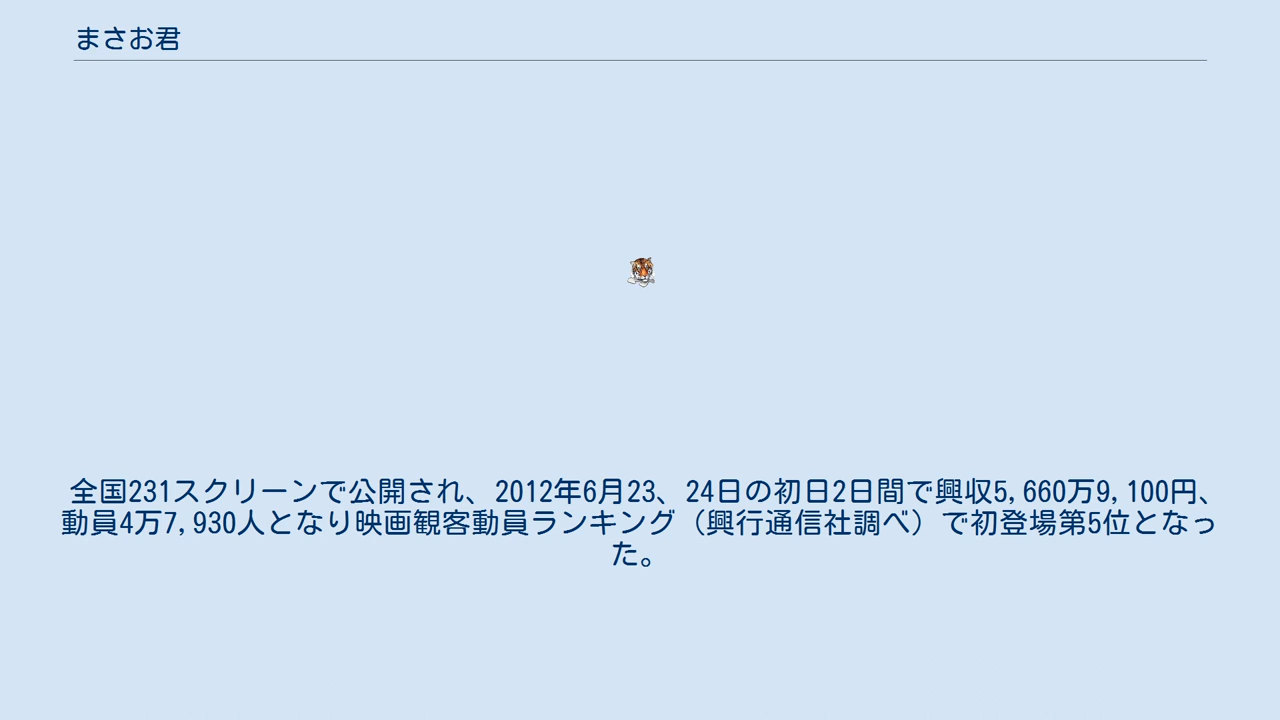 まさお君
全国231スクリーンで公開され、2012年6月23、24日の初日2日間で興収5,660万9,100円、
動員4万7,930人となり映画観客動員ランキング（興行通信社調べ）で初登場第5位となっ
た。